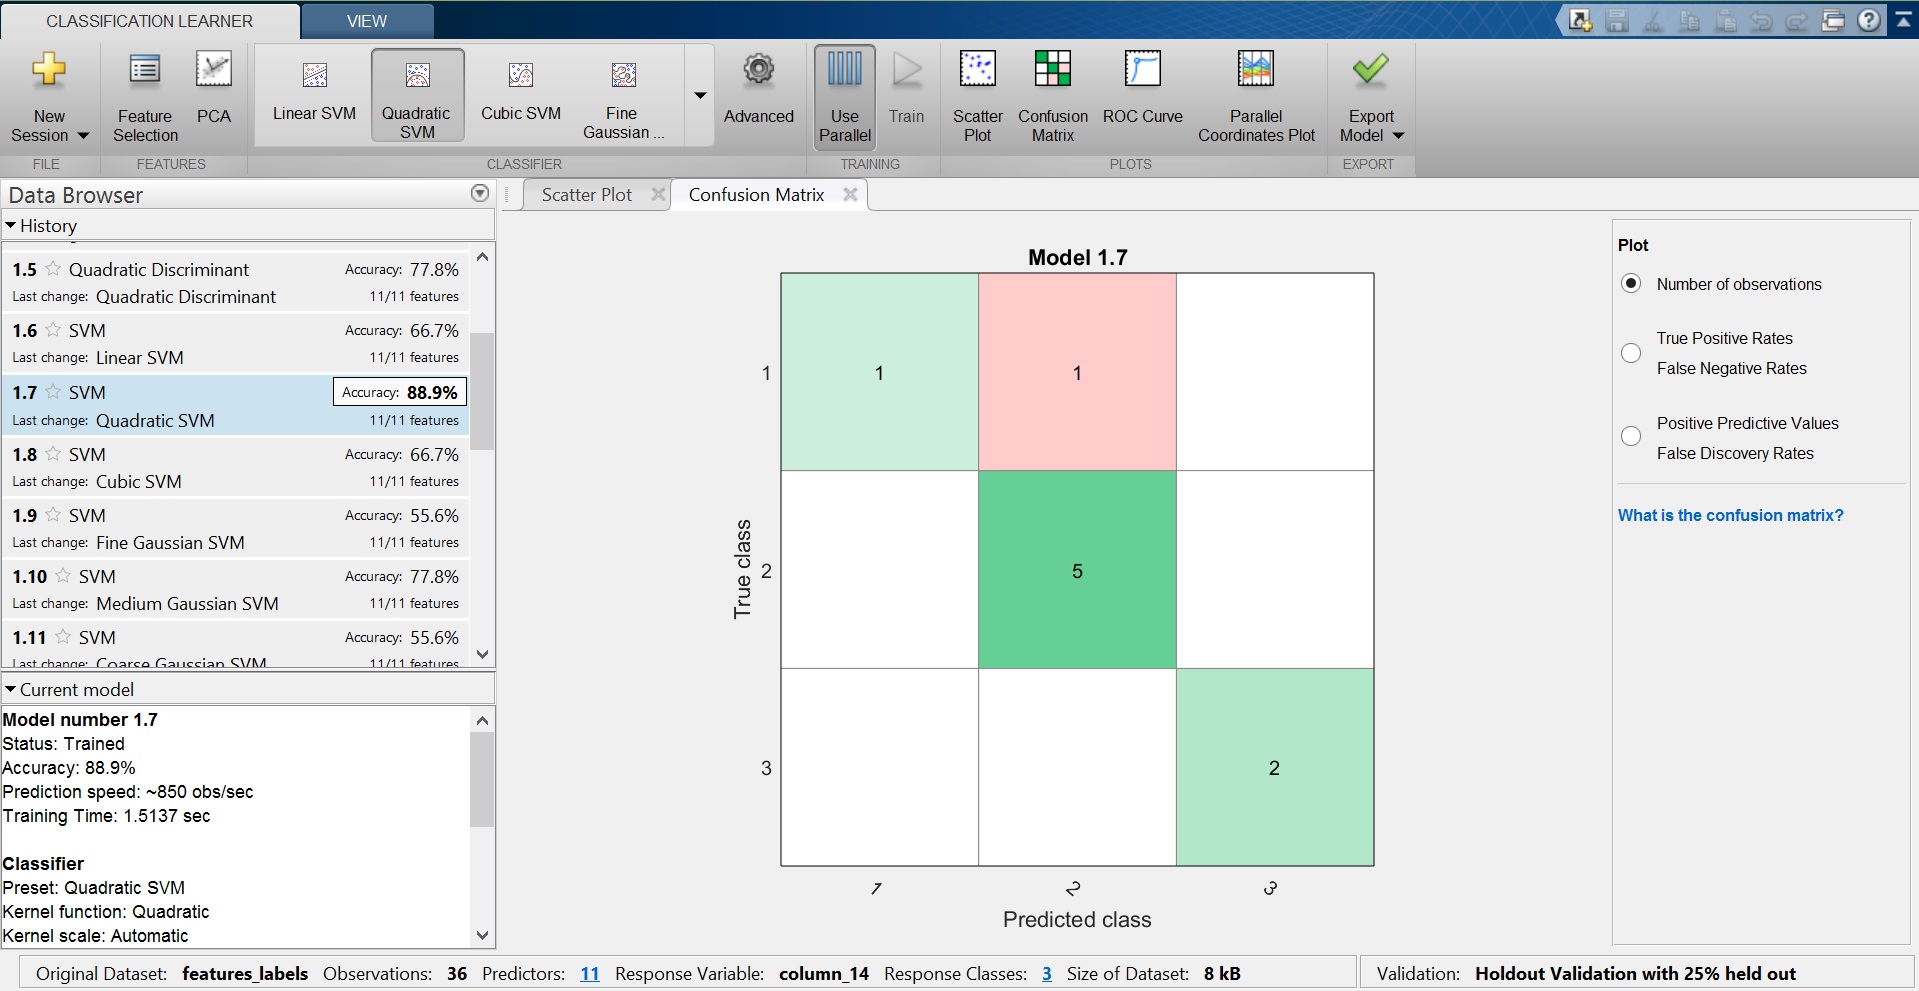 CLASSIFICATION LEARNER
VIEW
New Session
Feature Selection
PCA
Linear SVM
Quadratic SVM
Cubic SVM
Fine Gaussian ...
Advanced
Use Parallel
Train
Scatter Plot
Confusion Matrix
ROC Curve
Parallel Coordinates Plot
Export Model
FILE
FEATURES
CLASSIFIER
TRAINING
PLOTS
EXPORT
Data Browser
History
1.5 Quadratic Discriminant Accuracy: 77.8%
Last change: Quadratic Discriminant 11/11 features
1.6 SVM Accuracy: 66.7%
Last change: Linear SVM 11/11 features
1.7 SVM Accuracy: 88.9%
Last change: Quadratic SVM 11/11 features
1.8 SVM Accuracy: 66.7%
Last change: Cubic SVM 11/11 features
1.9 SVM Accuracy: 55.6%
Last change: Fine Gaussian SVM 11/11 features
1.10 SVM Accuracy: 77.8%
Last change: Medium Gaussian SVM 11/11 features
1.11 SVM Accuracy: 55.6%
Last change: Coarse Gaussian SVM 11/11 features
Current model
Model number 1.7
Status: Trained
Accuracy: 88.9%
Prediction speed: ~850 obs/sec
Training Time: 1.5137 sec
Classifier
Preset: Quadratic SVM
Kernel function: Quadratic
Kernel scale: Automatic
Scatter Plot
Confusion Matrix
Model 1.7
True class
1 1 1
2 5
3 2
1 2 3
Predicted class
Plot
Number of observations
True Positive Rates
False Negative Rates
Positive Predictive Values
False Discovery Rates
What is the confusion matrix?
Original Dataset: features_labels Observations: 36 Predictors: 11 Response Variable: column_14 Response Classes: 3 Size of Dataset: 8 kB
Validation: Holdout Validation with 25% held out